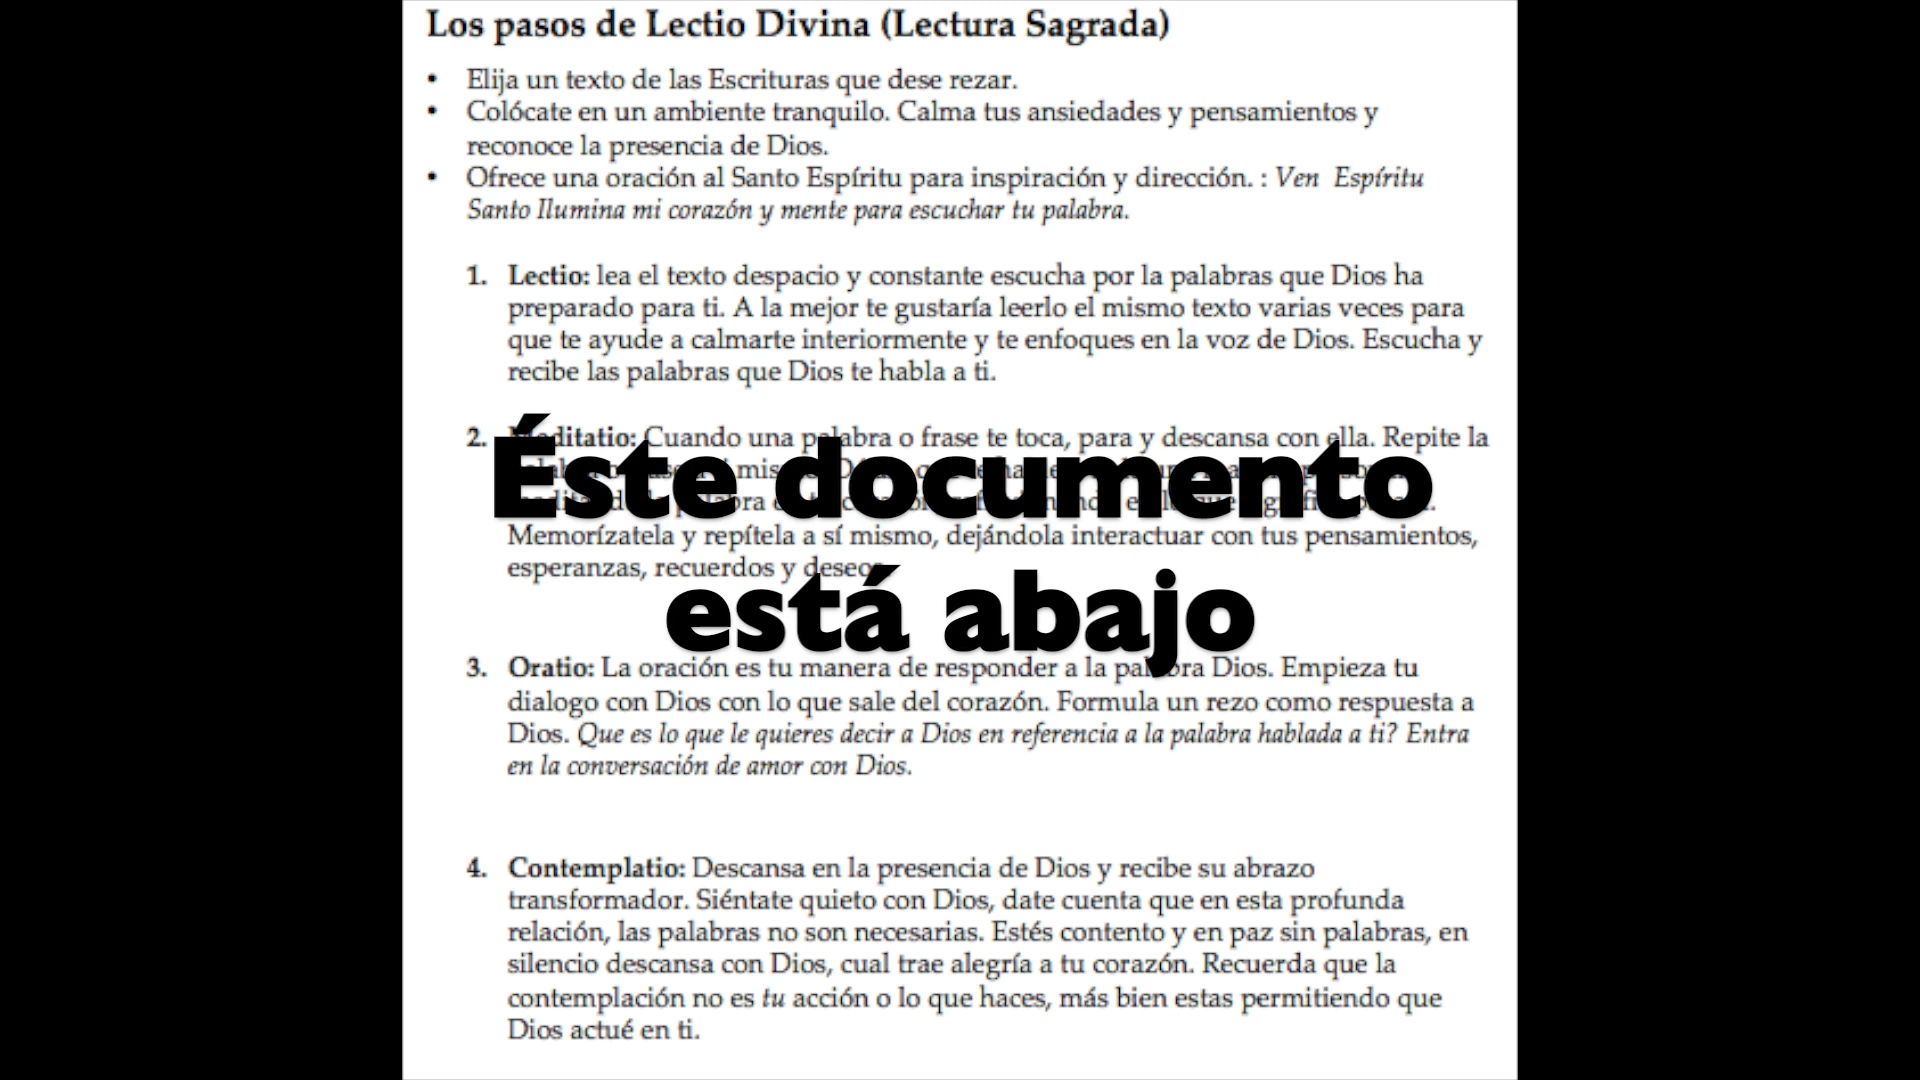 Los pasos de Lectio Divina (Lectura Sagrada)
• Elija un texto de las Escrituras que dese rezar.
• Colócate en un ambiente tranquilo. Calma tus ansiedades y pensamientos y
reconoce la presencia de Dios.
• Ofrece una oración al Santo Espíritu para inspiración y dirección. : Ven Espíritu
Santo Ilumina mi corazón y mente para escuchar tu palabra.
1. Lectio: lea el texto despacio y constante escucha por la palabras que Dios ha
preparado para ti. A la mejor te gustaría leerlo el mismo texto varias veces para
que te ayude a calmarte interiormente y te enfoques en la voz de Dios. Escucha y
recibe las palabras que Dios te habla a ti.
2. Meditatio: Cuando una palabra o frase te toca, para y descansa con ella. Repite la
Éste documento
Memorízatela y repítela a sí mismo, dejándola interactuar con tus pensamientos,
esperanzas, recuerdos y deseos.
está abajo
3. Oratio: La oración es tu manera de responder a la palabra Dios. Empieza tu
dialogo con Dios con lo que sale del corazón. Formula un rezo como respuesta a
Dios. Que es lo que le quieres decir a Dios en referencia a la palabra hablada a ti? Entra
en la conversación de amor con Dios.
4. Contemplatio: Descansa en la presencia de Dios y recibe su abrazo
transformador. Siéntate quieto con Dios, date cuenta que en esta profunda
relación, las palabras no son necesarias. Estés contento y en paz sin palabras, en
silencio descansa con Dios, cual trae alegría a tu corazón. Recuerda que la
contemplación no es tu acción o lo que haces, más bien estas permitiendo que
Dios actué en ti.